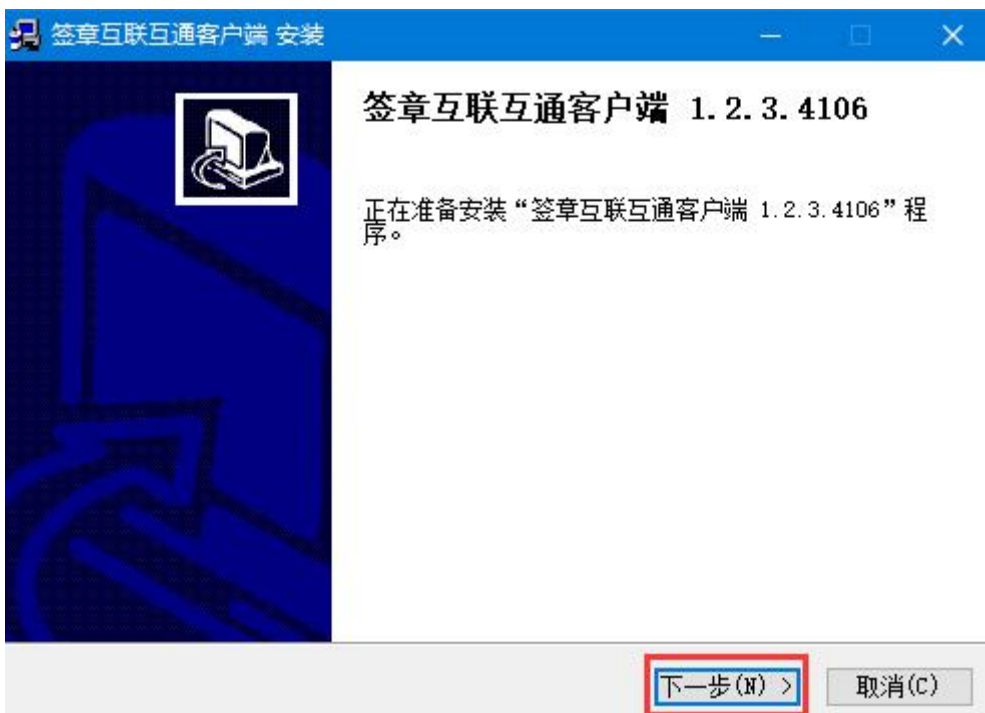 签章互联互通客户端 安装
签章互联互通客户端 1.2.3.4106
正在准备安装“签章互联互通客户端 1.2.3.4106”程
序。
下一步(N) >
取消(C)